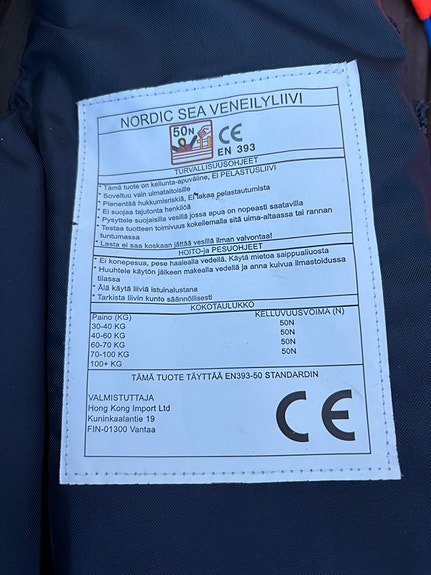 NORDIC SEA VENEILYLIIVI
50N
CE
EN 393
TURVALLISUUSOHJEET
* Tämä tuote on kellunta-apuväline, EI PELASTUSLIIVI
* Soveltuu vain uimataitoisille
* Pienentää hukkumisriskiä, Ei takaa pelastautumista
* Ei suojaa tajutonta henkilöä
* Pysyttele suojaisilla vesillä jossa apua on nopeasti saatavilla
* Testaa tuotteen toimivuus kokeilemalla sitä uima-altaassa tai rannan
tuntumassa
* Lasta ei saa koskaan jättää vesillä ilman valvontaa!
HOITO-ja PESUOHJEET
* Ei konepesua, pese haalealla vedellä. Käytä mietoa saippualiuosta
* Huuhtele käytön jälkeen makealla vedellä ja anna kuivua ilmastoidussa
tilassa
* Älä käytä liiviä istuinalustana
* Tarkista liivin kunto säännöllisesti
KOKOTAULUKKO
Paino (KG) KELLUVUUSVOIMA (N)
30-40 KG 50N
40-60 KG 50N
60-70 KG 50N
70-100 KG 50N
100+ KG
TÄMÄ TUOTE TÄYTTÄÄ EN393-50 STANDARDIN
VALMISTUTTAJA
Hong Kong Import Ltd
Kuninkaalantie 19
FIN-01300 Vantaa
CE